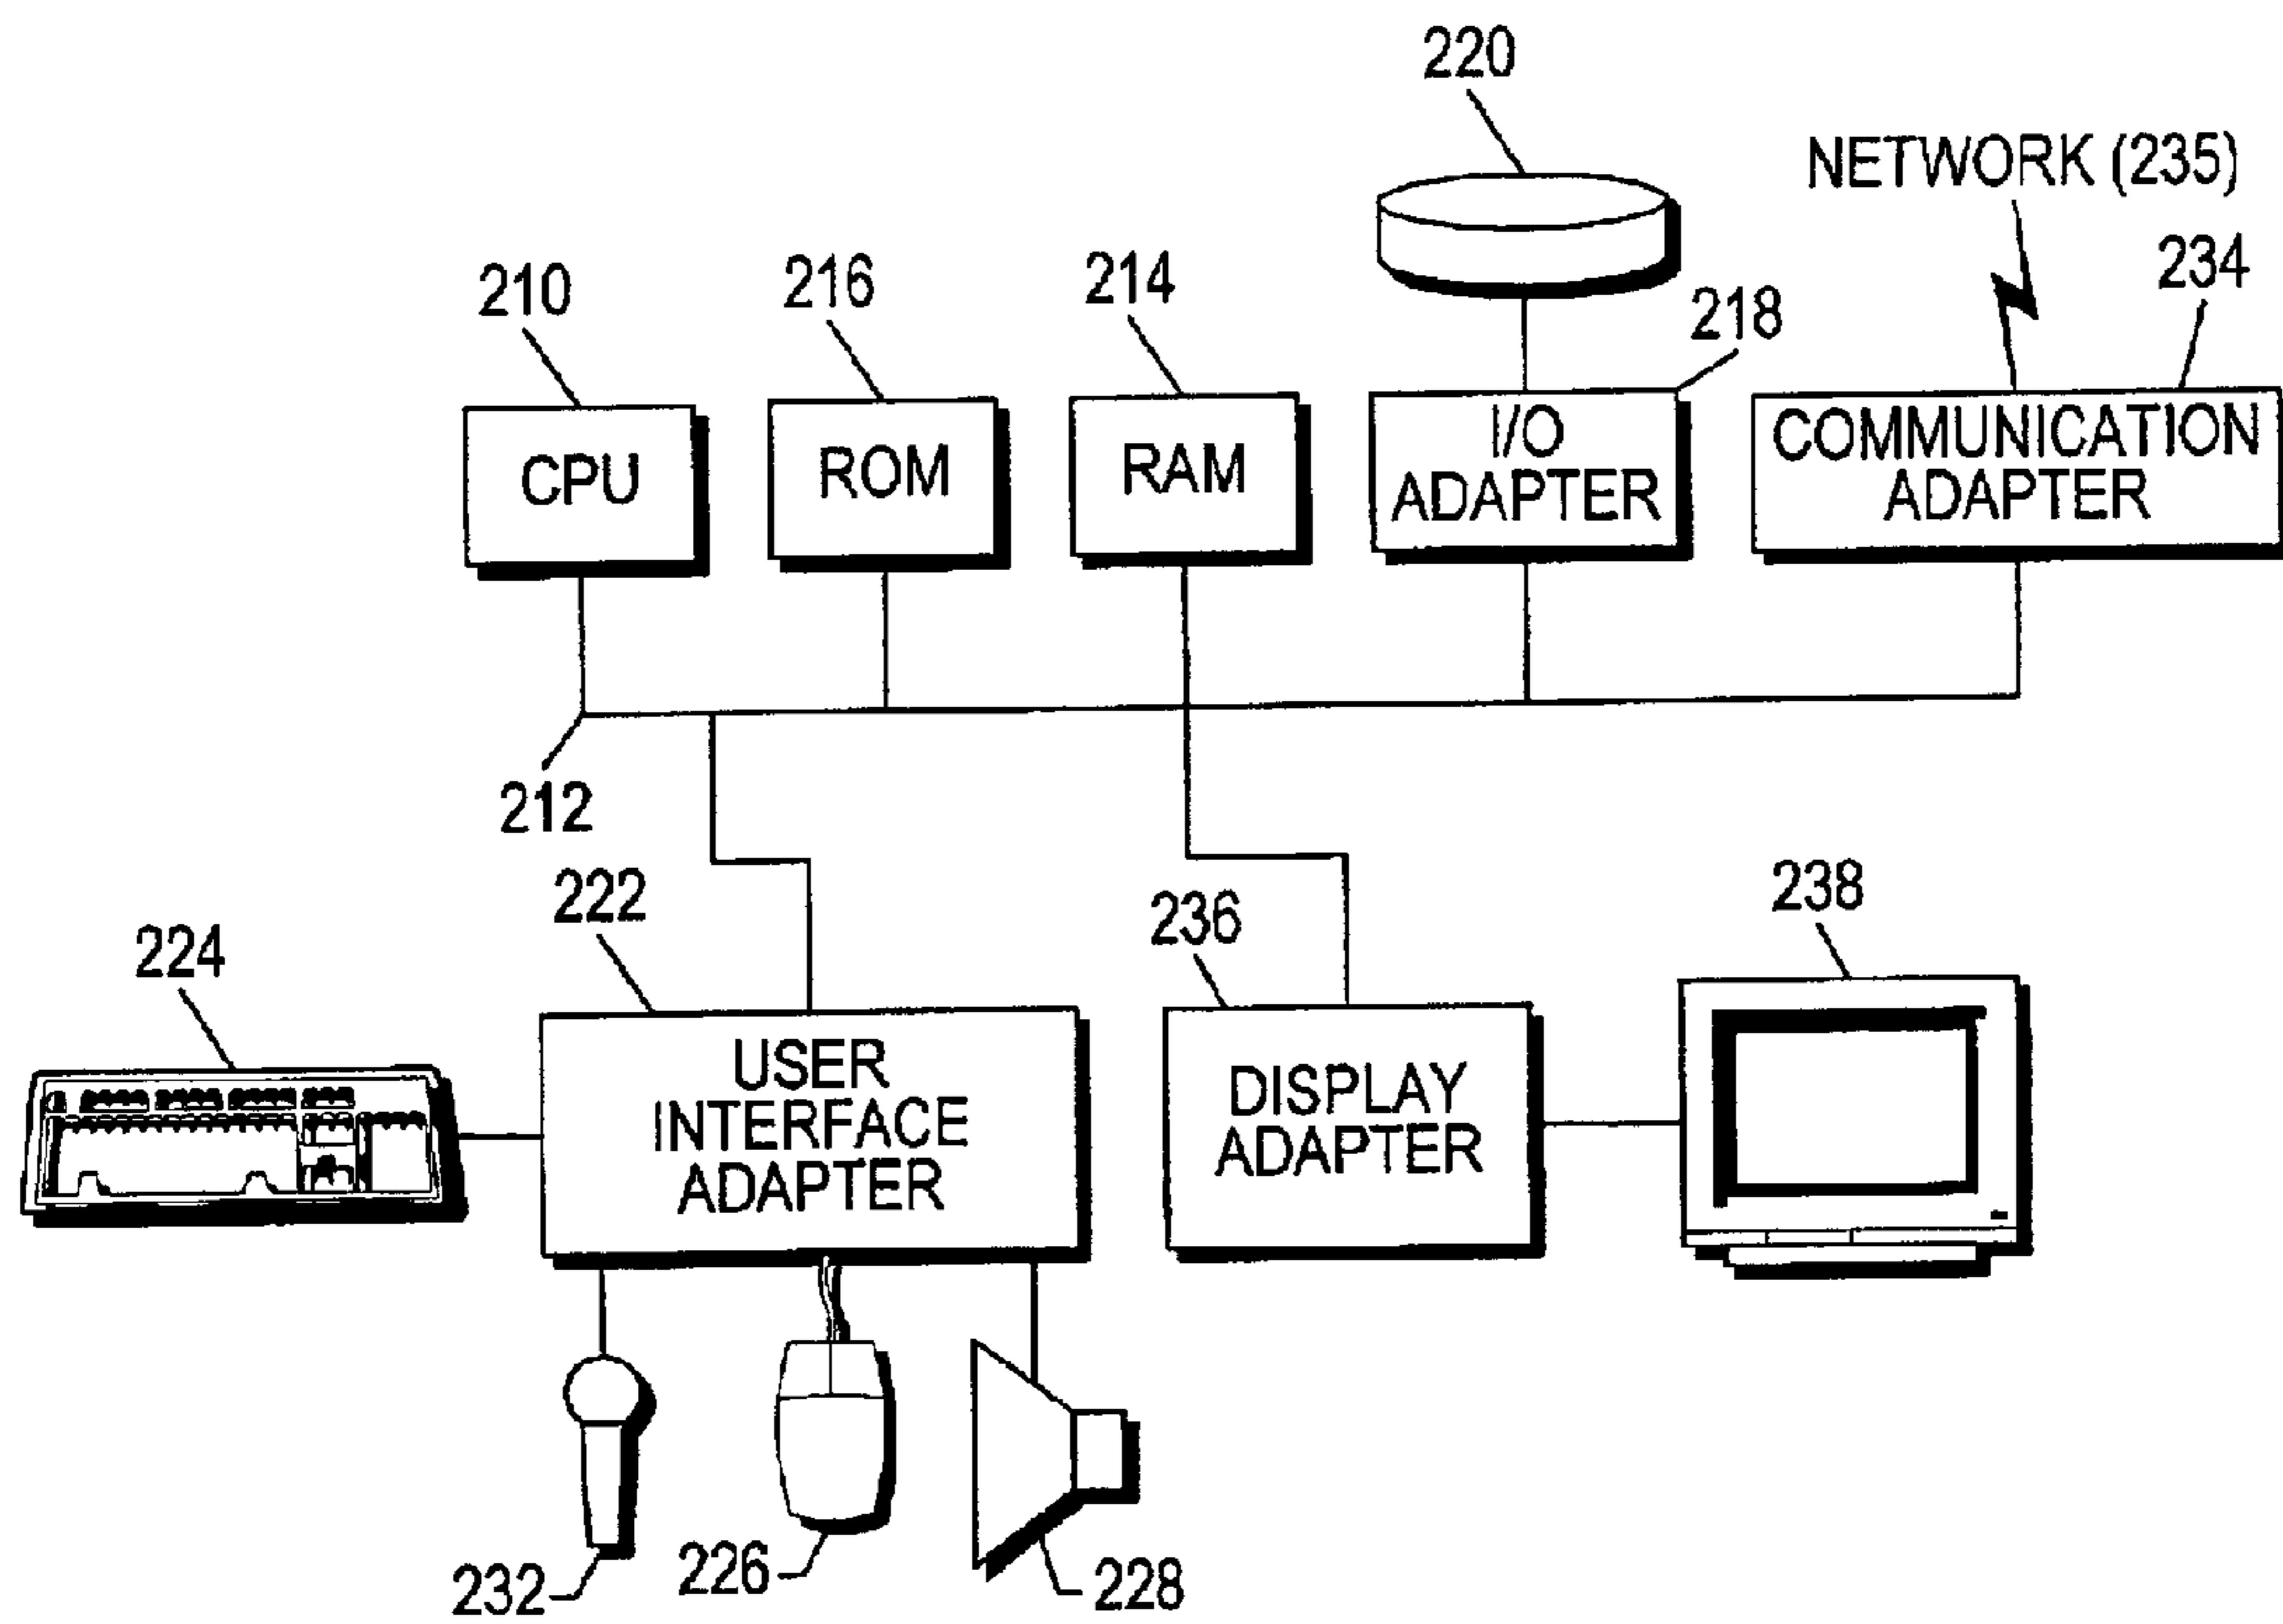 220
NETWORK (235)
234
210
216
214
218
CPU
ROM
RAM
I/O
ADAPTER
COMMUNICATION
ADAPTER
212
222
236
238
224
USER
INTERFACE
ADAPTER
DISPLAY
ADAPTER
232
226
228